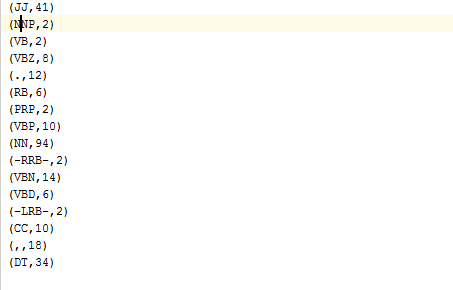 (JJ,41)
(NNP,2)
(VB,2)
(VBZ,8)
(.,12)
(RB,6)
(PRP,2)
(VBP,10)
(NN,94)
(-RRB-,2)
(VBN,14)
(VBD,6)
(-LRB-,2)
(CC,10)
(,,18)
(DT,34)